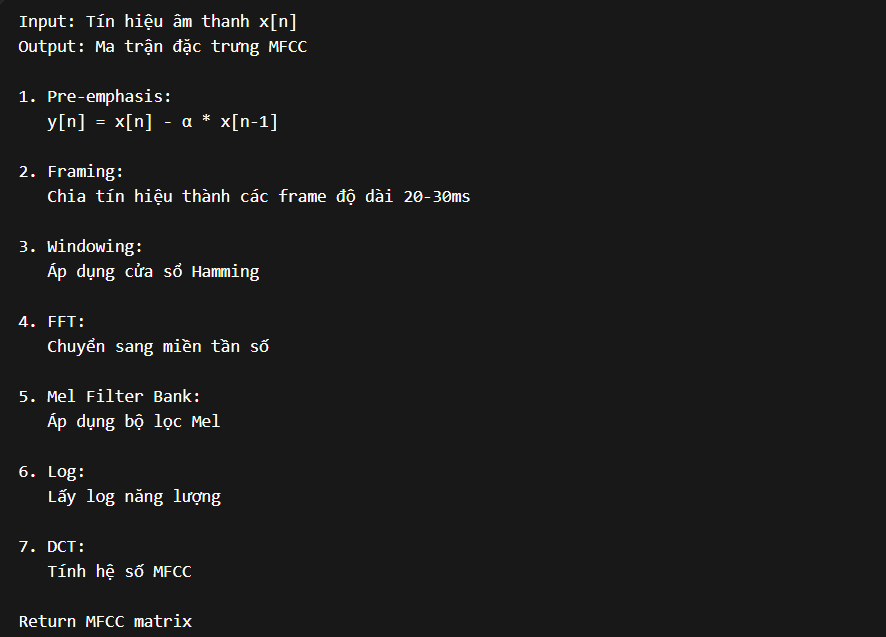 Input: Tín hiệu âm thanh x[n]
Output: Ma trận đặc trưng MFCC
1. Pre-emphasis:
y[n] = x[n] - α * x[n-1]
2. Framing:
Chia tín hiệu thành các frame độ dài 20-30ms
3. Windowing:
Áp dụng cửa sổ Hamming
4. FFT:
Chuyển sang miền tần số
5. Mel Filter Bank:
Áp dụng bộ lọc Mel
6. Log:
Lấy log năng lượng
7. DCT:
Tính hệ số MFCC
Return MFCC matrix